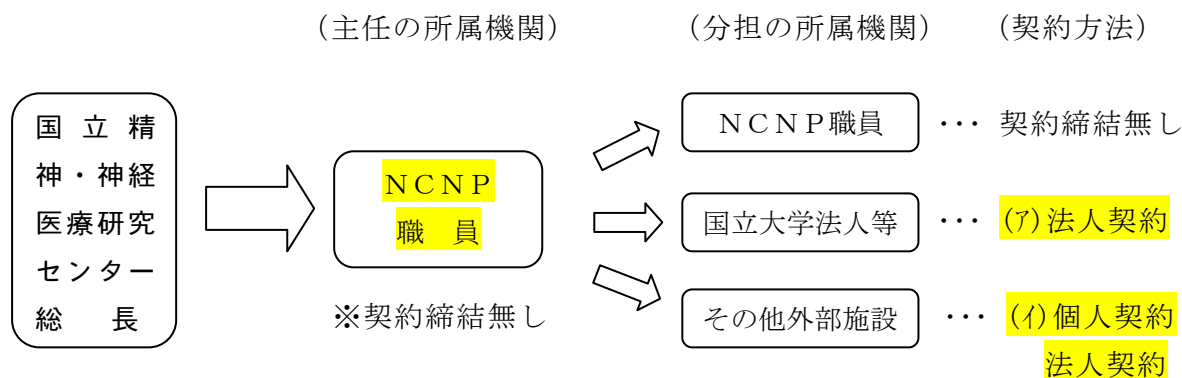 (主任の所属機関)
(分担の所属機関)
(契約方法)
国立精
神・神経
医療研究
センター
総長
NCNP
職員
※契約締結無し
NCNP職員
･･･ 契約締結無し
国立大学法人等
･･･ (ア)法人契約
その他外部施設
･･･ (イ)個人契約
法人契約